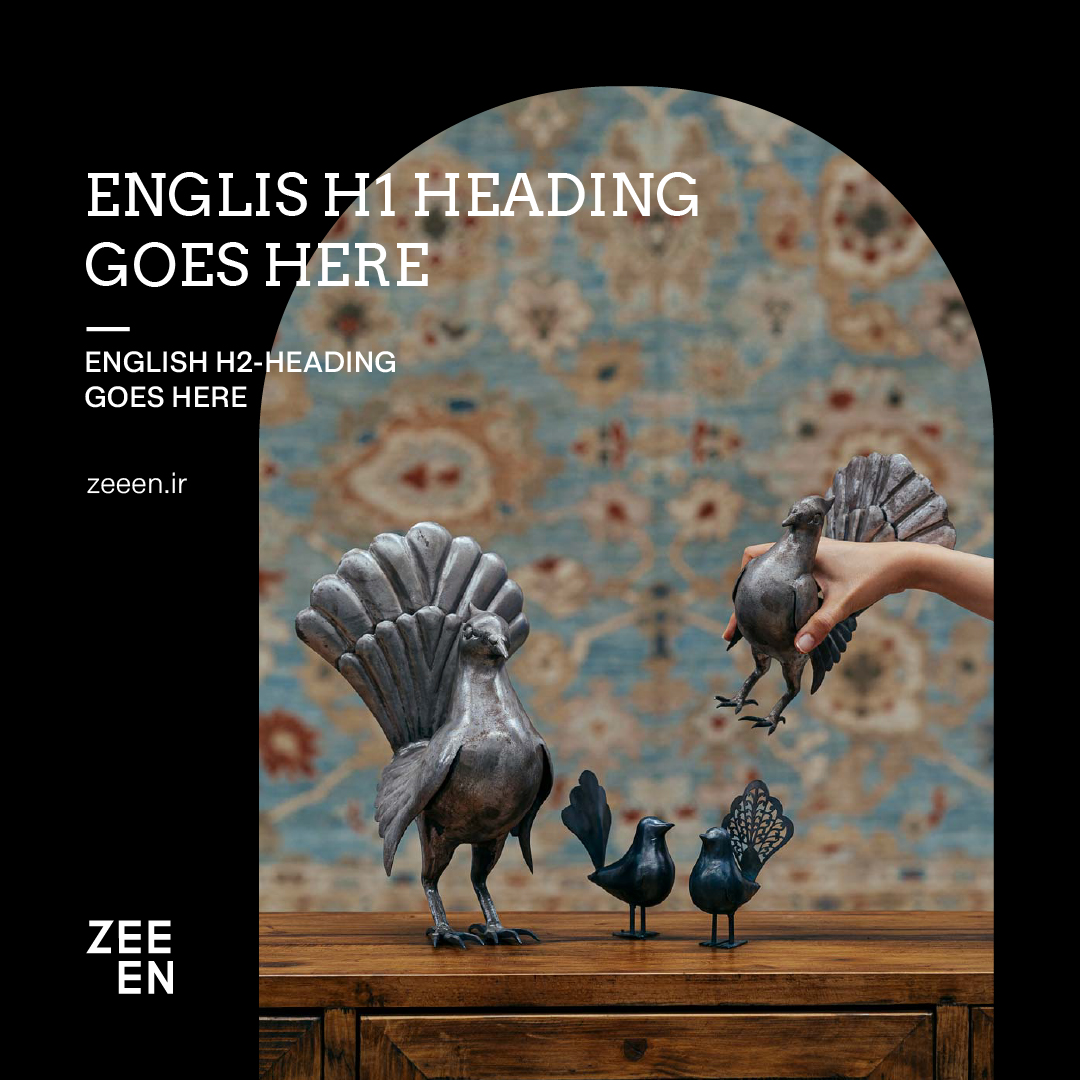 ENGLIS H1 HEADING
GOES HERE
ENGLISH H2-HEADING
GOES HERE
zeeen.ir
ZEE
EN